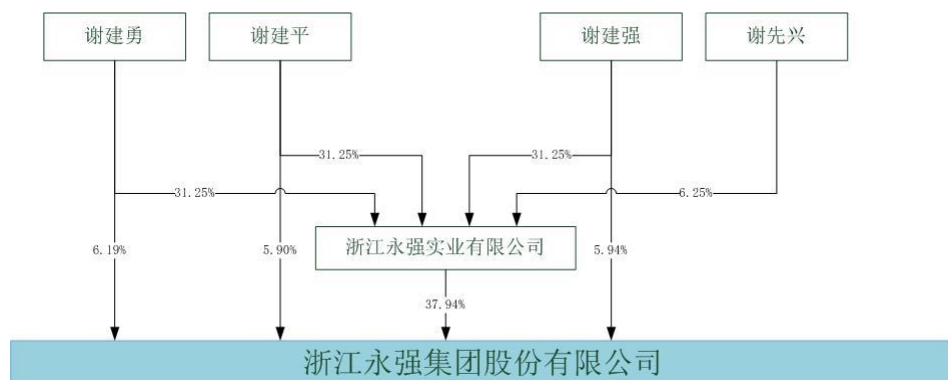 谢建勇
谢建平
谢建强
谢先兴
31.25%
31.25%
31.25%
6.25%
浙江永强实业有限公司
6.19%
5.90%
5.94%
37.94%
浙江永强集团股份有限公司